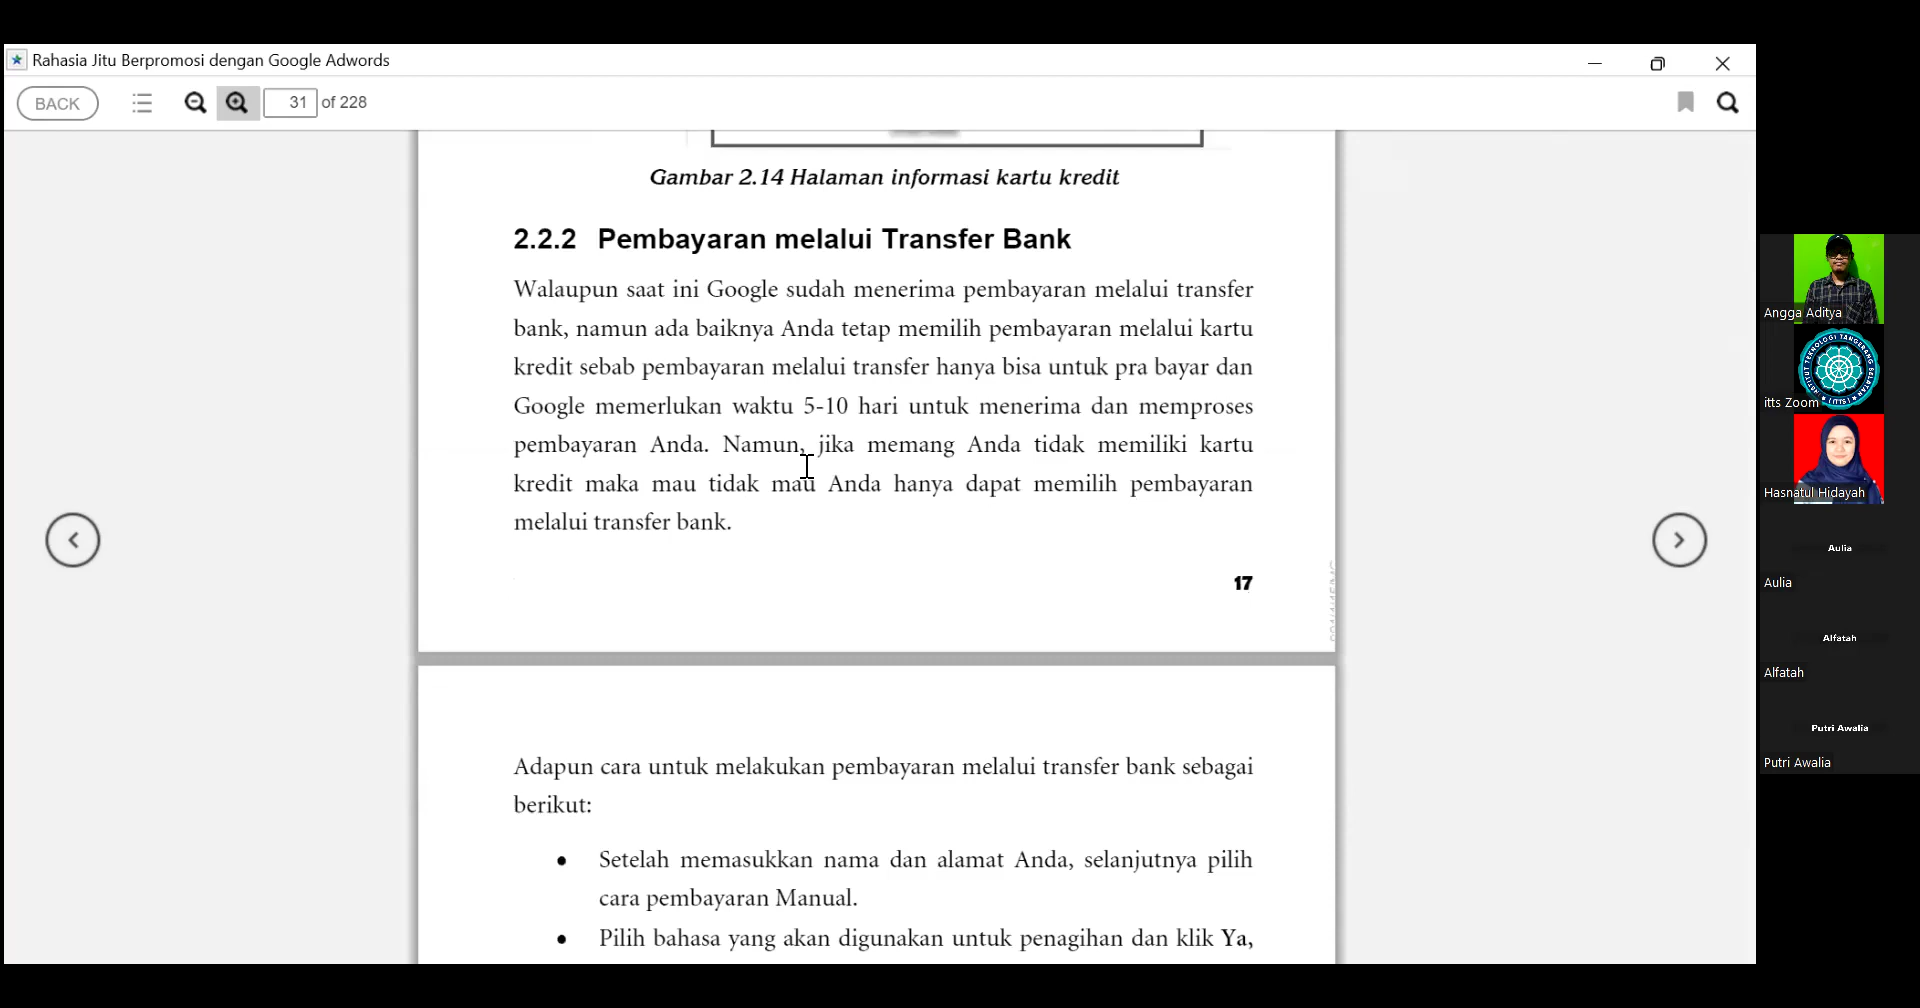 Rahasia Jitu Berpromosi dengan Google Adwords
BACK
31 of 228
Gambar 2.14 Halaman informasi kartu kredit
2.2.2 Pembayaran melalui Transfer Bank
Walaupun saat ini Google sudah menerima pembayaran melalui transfer
bank, namun ada baiknya Anda tetap memilih pembayaran melalui kartu
kredit sebab pembayaran melalui transfer hanya bisa untuk pra bayar dan
Google memerlukan waktu 5-10 hari untuk menerima dan memproses
pembayaran Anda. Namun, jika memang Anda tidak memiliki kartu
kredit maka mau tidak mau Anda hanya dapat memilih pembayaran
melalui transfer bank.
17
Adapun cara untuk melakukan pembayaran melalui transfer bank sebagai
berikut:
• Setelah memasukkan nama dan alamat Anda, selanjutnya pilih
cara pembayaran Manual.
• Pilih bahasa yang akan digunakan untuk penagihan dan klik Ya,
Angga Aditya
INSTITUT TEKNOLOGI TANGERANG SELATAN
(ITTS)
itts Zoom
Hasnatul Hidayah
Aulia
Aulia
Alfatah
Alfatah
Putri Awalia
Putri Awalia